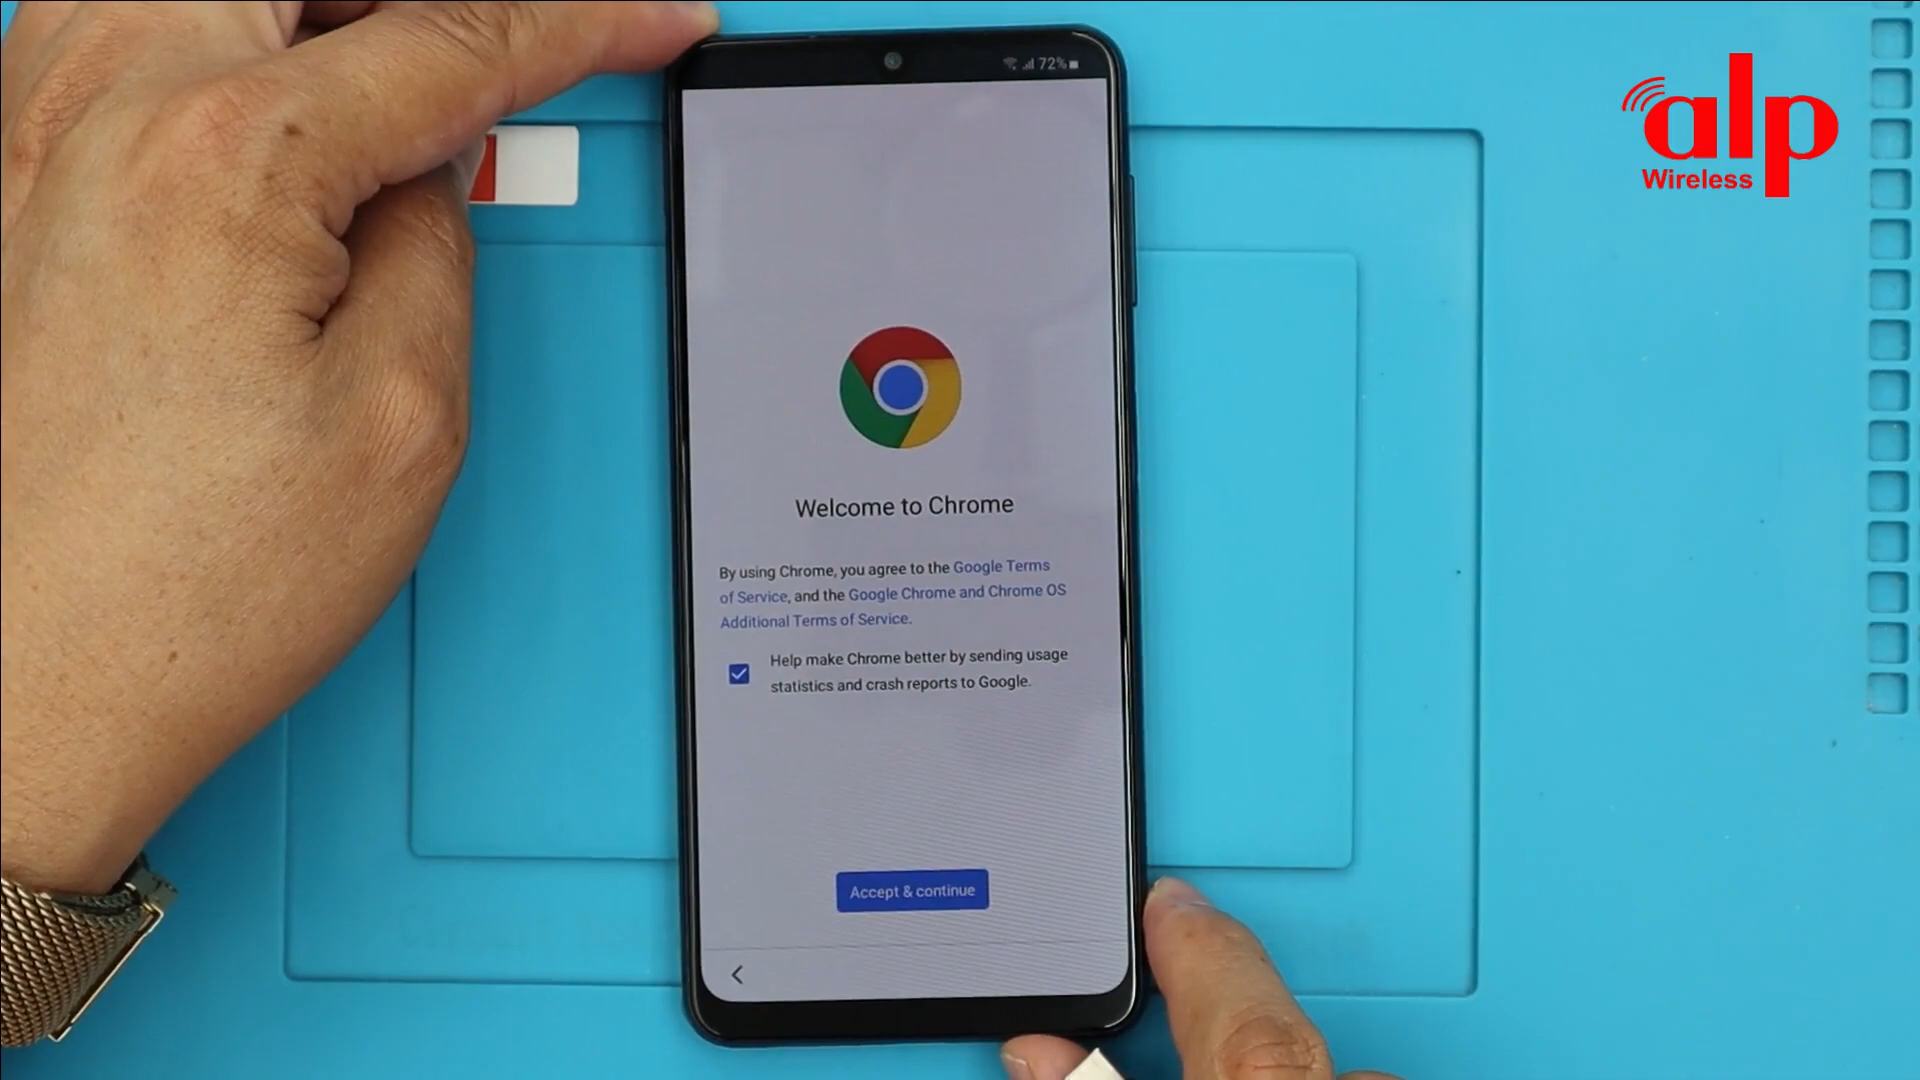 72%
alp
Wireless
Welcome to Chrome
By using Chrome, you agree to the Google Terms
of Service, and the Google Chrome and Chrome OS
Additional Terms of Service.
Help make Chrome better by sending usage
statistics and crash reports to Google.
Accept & continue